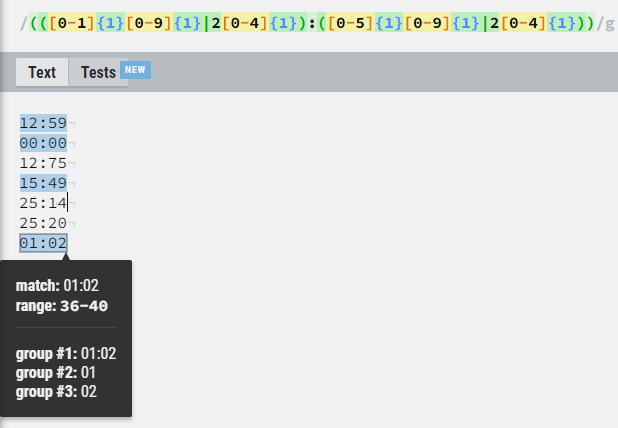 /(([0-1]{1}[0-9]{1}|2[0-4]{1}):([0-5]{1}[0-9]{1}|2[0-4]{1}))/g
Text Tests NEW
12:59¬
00:00¬
12:75¬
15:49¬
25:14¬
25:20¬
01:02
match: 01:02
range: 36-40
group #1: 01:02
group #2: 01
group #3: 02